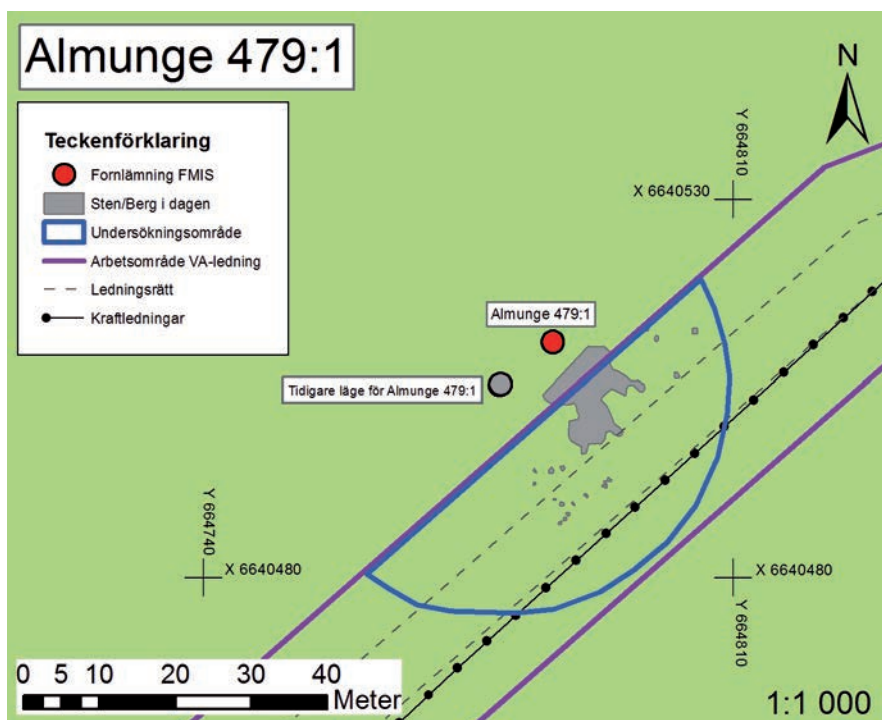 Almunge 479:1
Teckenförklaring
Fornlämning FMIS
Sten/Berg i dagen
Undersökningsområde
Arbetsområde VA-ledning
Ledningsrätt
Kraftledningar
N
Y 664810
X 6640530
Almunge 479:1
Tidigare läge för Almunge 479:1
Y 664740
X 6640480
X 6640480
Y 664810
0 5 10 20 30 40
Meter
1:1 000